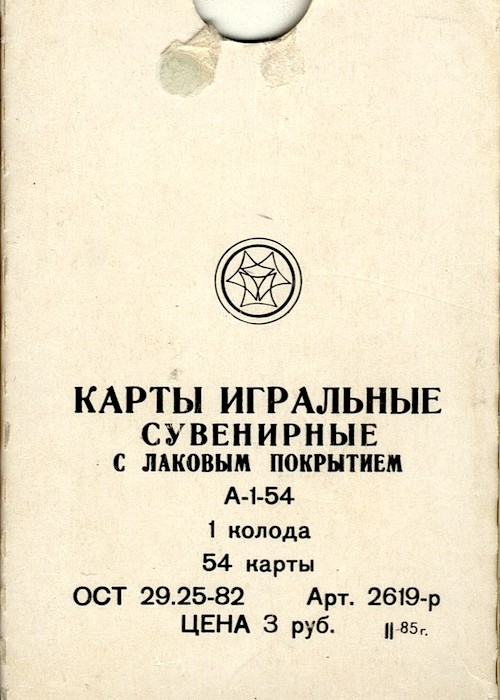 КАРТЫ ИГРАЛЬНЫЕ
СУВЕНИРНЫЕ
С ЛАКОВЫМ ПОКРЫТИЕМ
А-1-54
1 колода
54 карты
ОСТ 29.25-82 Арт. 2619-р
ЦЕНА 3 руб. II-85г.